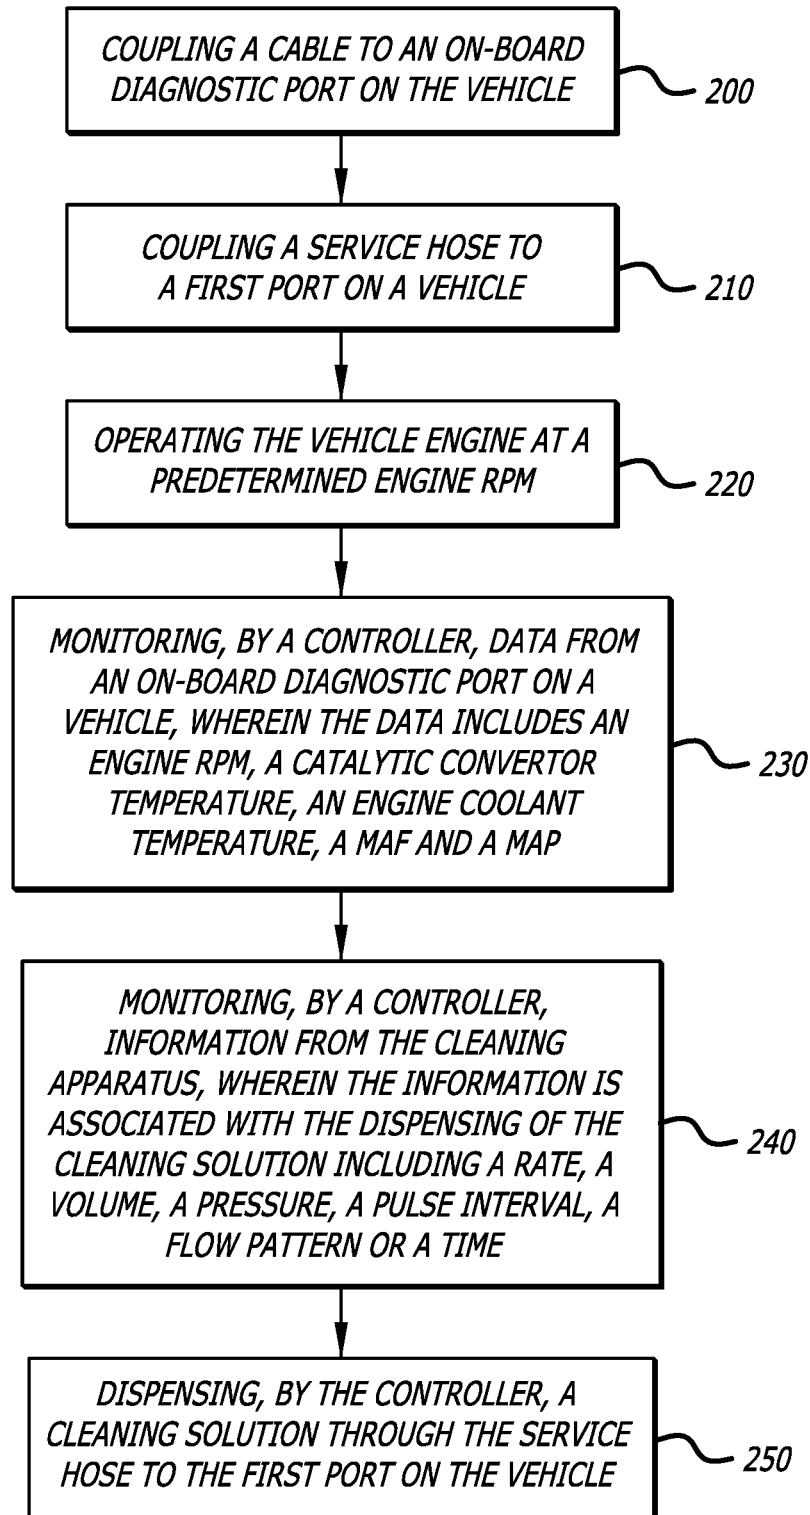 COUPLING A CABLE TO AN ON-BOARD
DIAGNOSTIC PORT ON THE VEHICLE
200
COUPLING A SERVICE HOSE TO
A FIRST PORT ON A VEHICLE
210
OPERATING THE VEHICLE ENGINE AT A
PREDETERMINED ENGINE RPM
220
MONITORING, BY A CONTROLLER, DATA FROM
AN ON-BOARD DIAGNOSTIC PORT ON A
VEHICLE, WHEREIN THE DATA INCLUDES AN
ENGINE RPM, A CATALYTIC CONVERTOR
TEMPERATURE, AN ENGINE COOLANT
TEMPERATURE, A MAF AND A MAP
230
MONITORING, BY A CONTROLLER,
INFORMATION FROM THE CLEANING
APPARATUS, WHEREIN THE INFORMATION IS
ASSOCIATED WITH THE DISPENSING OF THE
CLEANING SOLUTION INCLUDING A RATE, A
VOLUME, A PRESSURE, A PULSE INTERVAL, A
FLOW PATTERN OR A TIME
240
DISPENSING, BY THE CONTROLLER, A
CLEANING SOLUTION THROUGH THE SERVICE
HOSE TO THE FIRST PORT ON THE VEHICLE
250